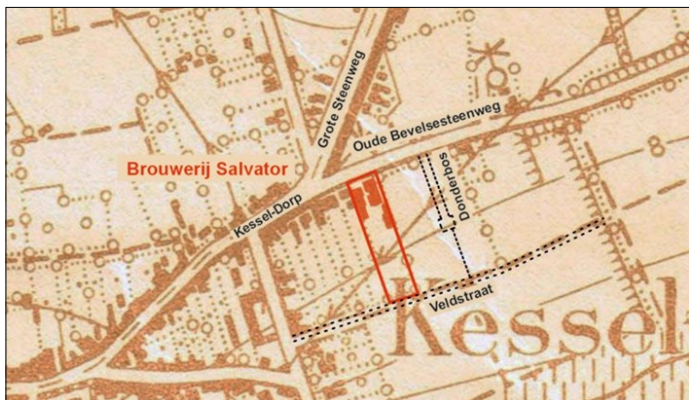 Grote Steenweg
Oude Bevelsesteenweg
Brouwerij Salvator
Donderbos
Kessel-Dorp
Veldstraat
Kessel